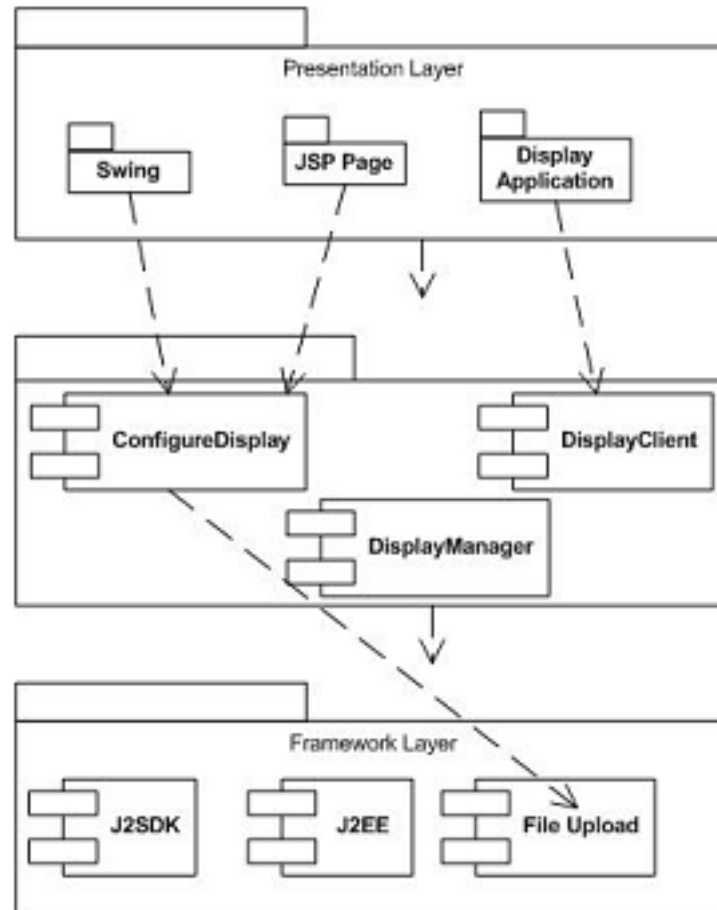 Presentation Layer
Swing
JSP Page
Display
Application
ConfigureDisplay
DisplayClient
DisplayManager
Framework Layer
J2SDK
J2EE
File Upload